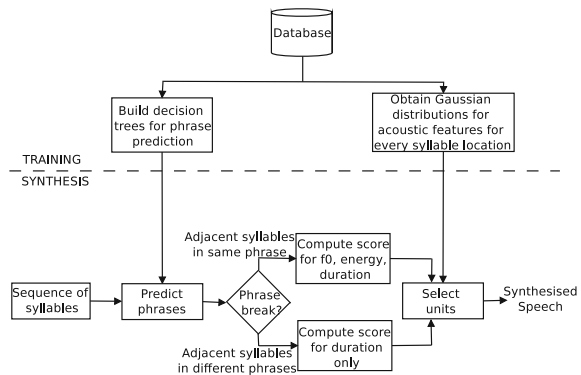 Database
Build decision
trees for phrase
prediction
Obtain Gaussian
distributions for
acoustic features for
every syllable location
TRAINING
SYNTHESIS
Adjacent syllables
in same phrase
Compute score
for f0, energy,
duration
Sequence of
syllables
Predict
phrases
Phrase
break?
Select
units
Synthesised
Speech
Compute score
for duration
only
Adjacent syllables
in different phrases